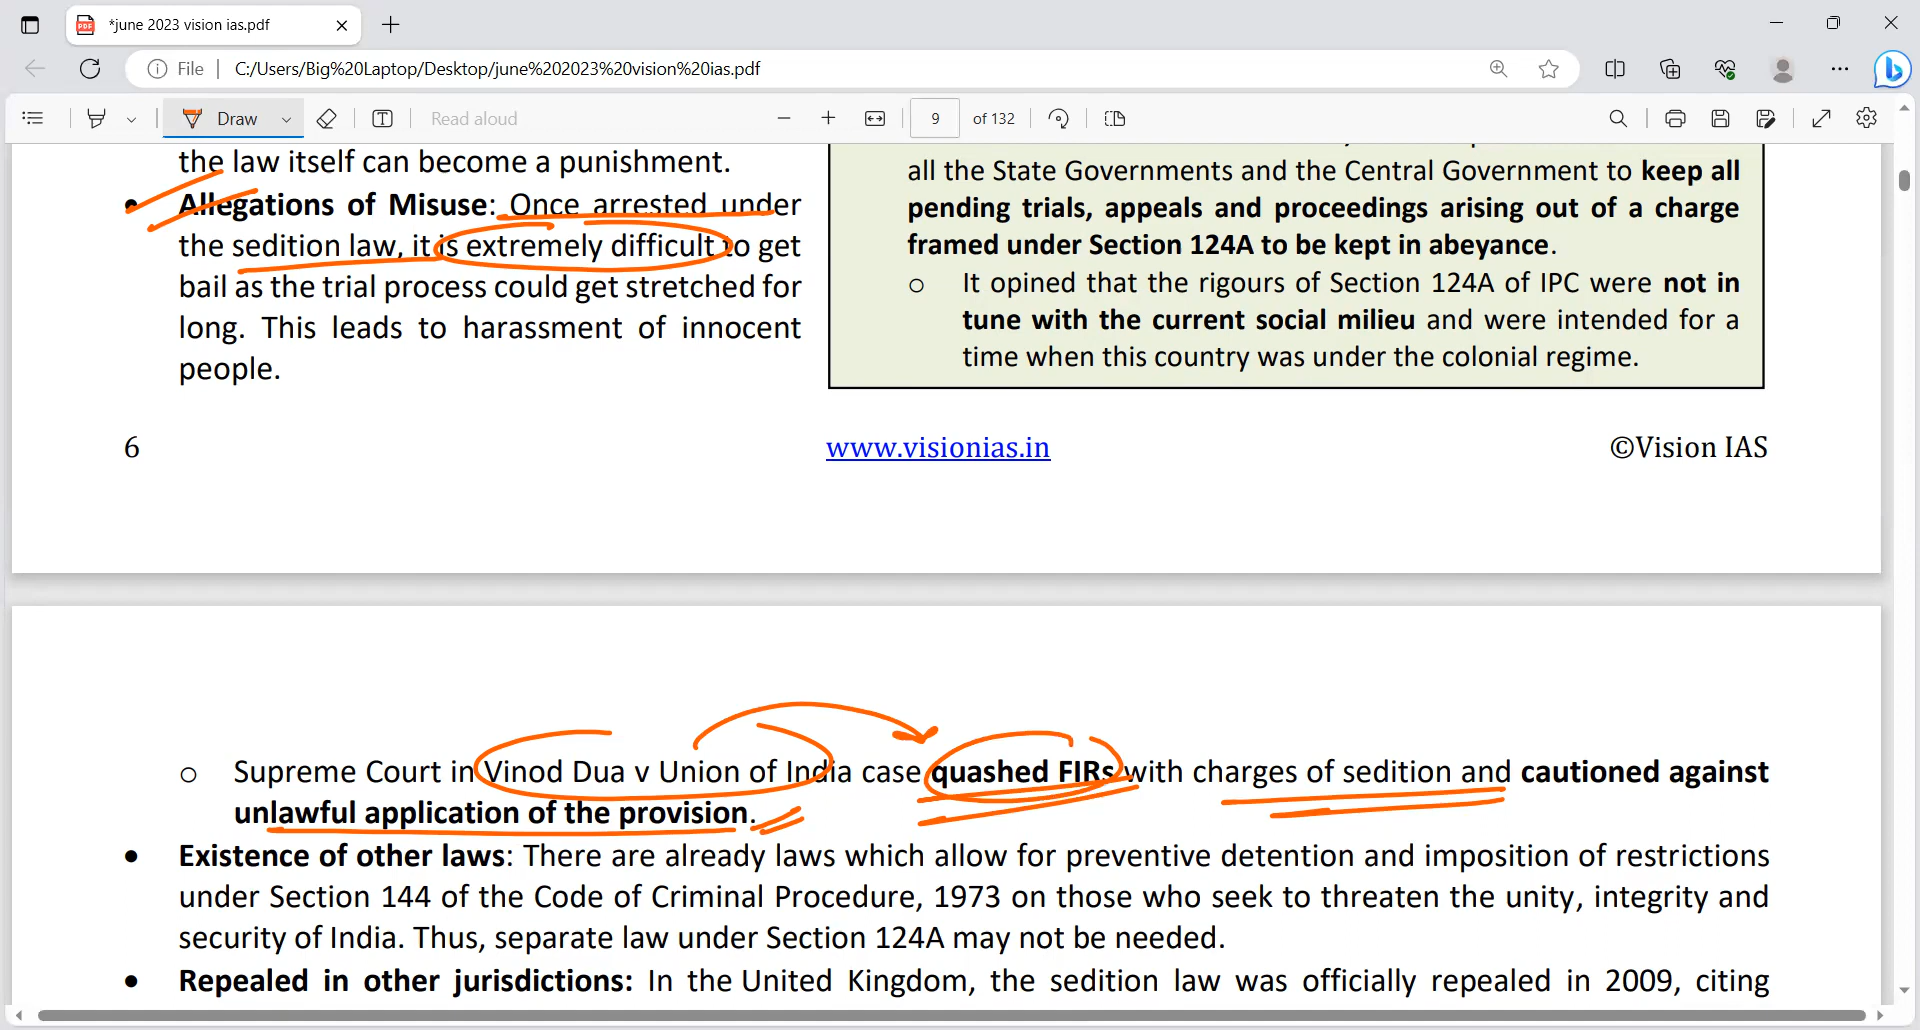 *june 2023 vision ias.pdf
File
C:/Users/Big%20Laptop/Desktop/june%202023%20vision%20ias.pdf
Draw
T
Read aloud
9
of 132
the law itself can become a punishment.
• Allegations of Misuse: Once arrested under
the sedition law, it is extremely difficult to get
bail as the trial process could get stretched for
long. This leads to harassment of innocent
people.
all the State Governments and the Central Government to keep all
pending trials, appeals and proceedings arising out of a charge
framed under Section 124A to be kept in abeyance.
o It opined that the rigours of Section 124A of IPC were not in
tune with the current social milieu and were intended for a
time when this country was under the colonial regime.
6
www.visionias.in
©Vision IAS
o Supreme Court in Vinod Dua v Union of India case quashed FIRs with charges of sedition and cautioned against
unlawful application of the provision.
• Existence of other laws: There are already laws which allow for preventive detention and imposition of restrictions
under Section 144 of the Code of Criminal Procedure, 1973 on those who seek to threaten the unity, integrity and
security of India. Thus, separate law under Section 124A may not be needed.
• Repealed in other jurisdictions: In the United Kingdom, the sedition law was officially repealed in 2009, citing